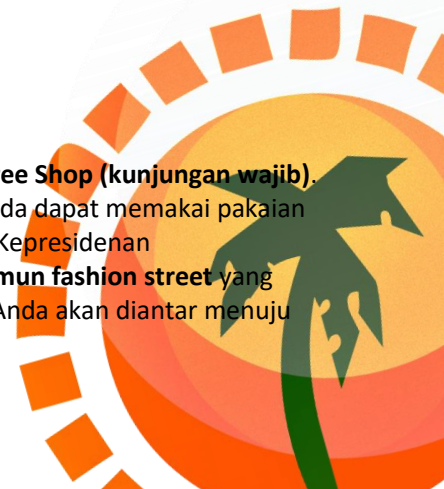 ee Shop (kunjungan wajib).
da dapat memakai pakaian
Kepresidenan
mun fashion street yang
Anda akan diantar menuju